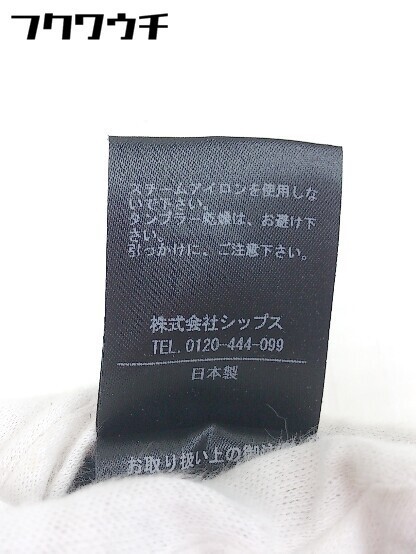 フクウチ
スチームアイロンを使用しな
いで下さい。
タンブラー乾燥は、お避け下
さい。
引っかけに、ご注意下さい。
株式会社シップス
TEL. 0120-444-099
日本製
お取り扱い上の御注